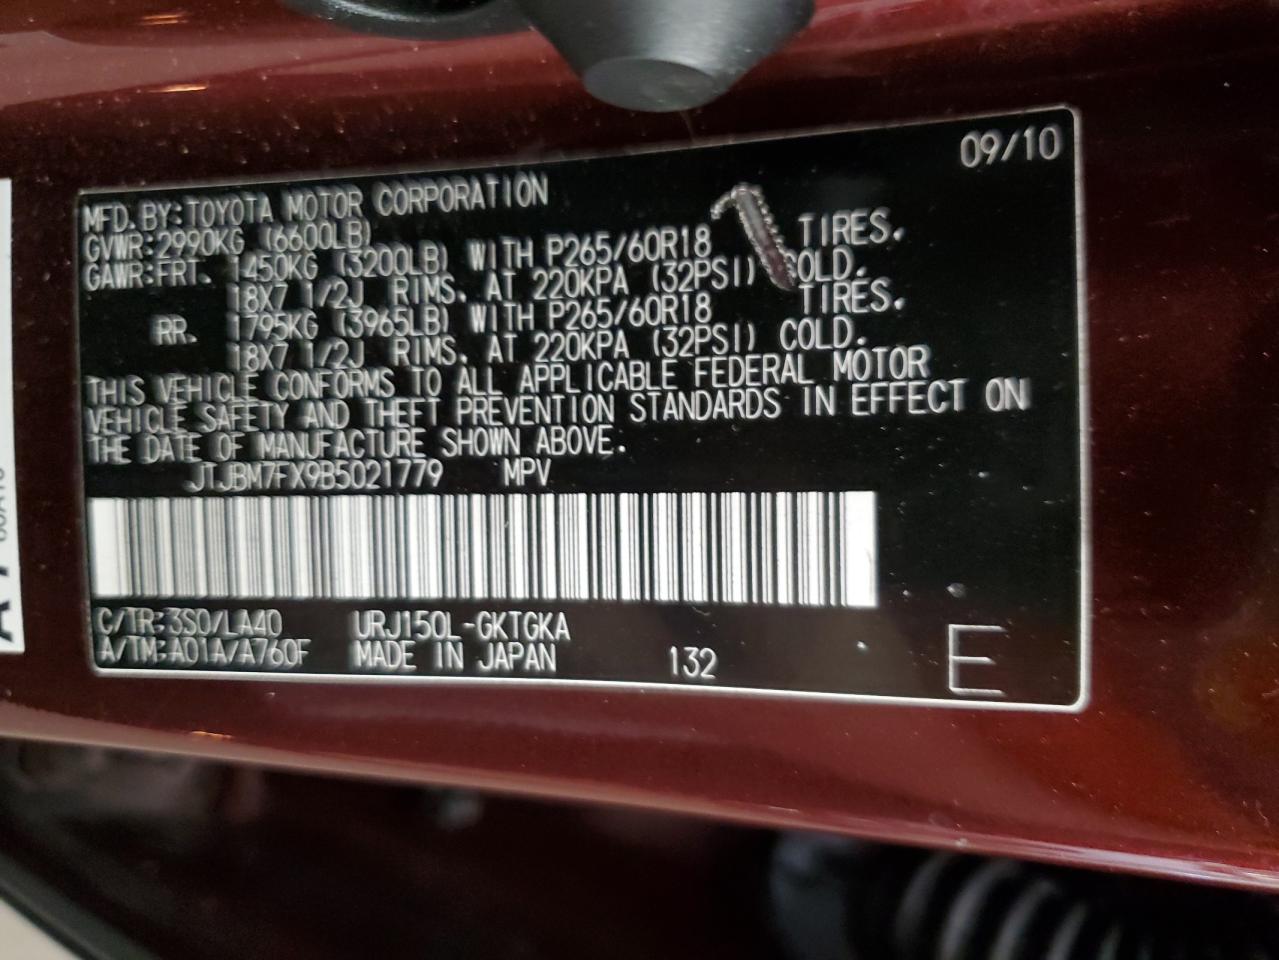 09/10
MFD.BY:TOYOTA MOTOR CORPORATION
GVWR:2990KG (6600LB)
GAWR:FRT. 1450KG (3200LB) WITH P265/60R18 TIRES.
18X7 1/2J RIMS. AT 220KPA (32PSI) COLD.
RR. 1795KG (3965LB) WITH P265/60R18 TIRES.
18X7 1/2J RIMS. AT 220KPA (32PSI) COLD.
THIS VEHICLE CONFORMS TO ALL APPLICABLE FEDERAL MOTOR
VEHICLE SAFETY AND THEFT PREVENTION STANDARDS IN EFFECT ON
THE DATE OF MANUFACTURE SHOWN ABOVE.
JTJBM7FX9B5021779 MPV
C/TR:3S0/LA40 URJ150L-GKTGKA
A/TM:A01A/A760F MADE IN JAPAN 132 E